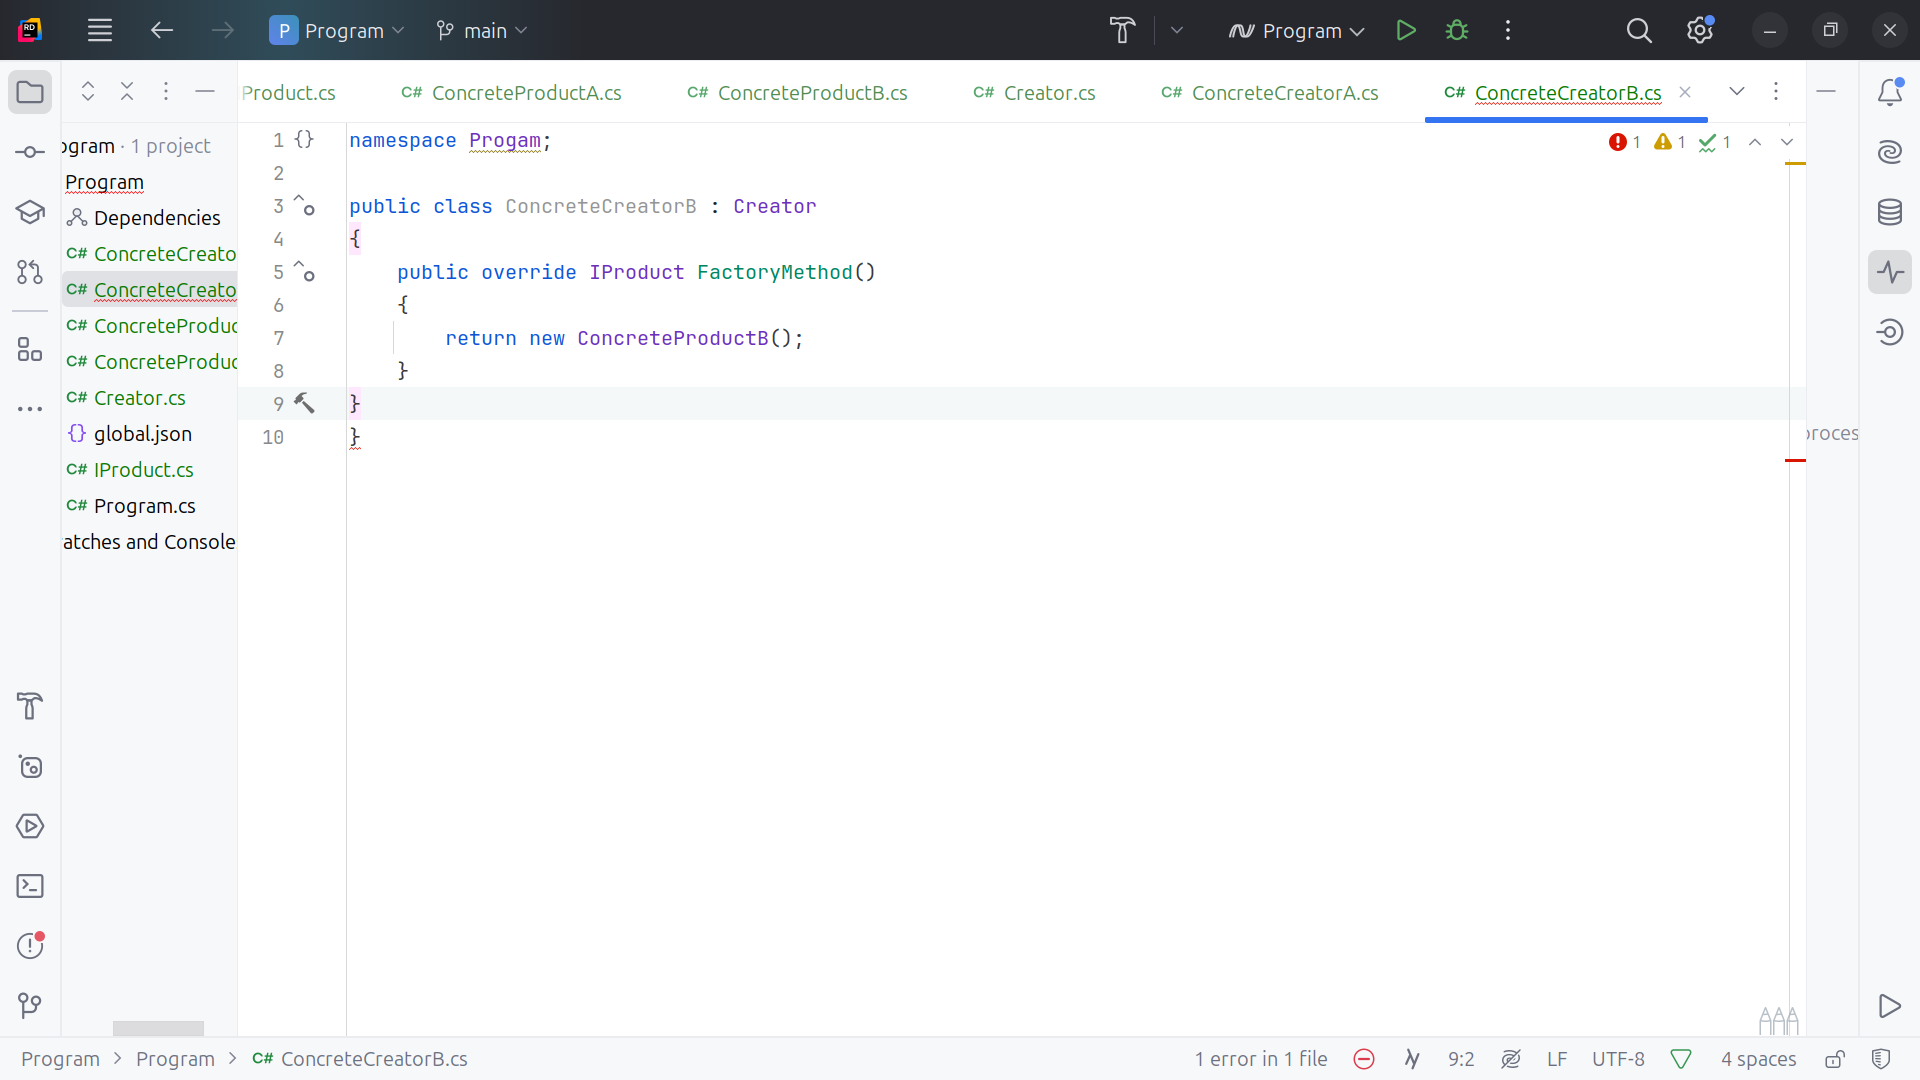 P Program main Program
Product.cs C# ConcreteProductA.cs C# ConcreteProductB.cs C# Creator.cs C# ConcreteCreatorA.cs C# ConcreteCreatorB.cs
ogram · 1 project
Program
Dependencies
C# ConcreteCreato
C# ConcreteCreato
C# ConcreteProduc
C# ConcreteProduc
C# Creator.cs
{} global.json
C# IProduct.cs
C# Program.cs
atches and Console
1 {} namespace Progam;
2
3 public class ConcreteCreatorB : Creator
4 {
5 public override IProduct FactoryMethod()
6 {
7 return new ConcreteProductB();
8 }
9 }
10 }
1 1 1
proces
Program > Program > C# ConcreteCreatorB.cs
1 error in 1 file 9:2 LF UTF-8 4 spaces